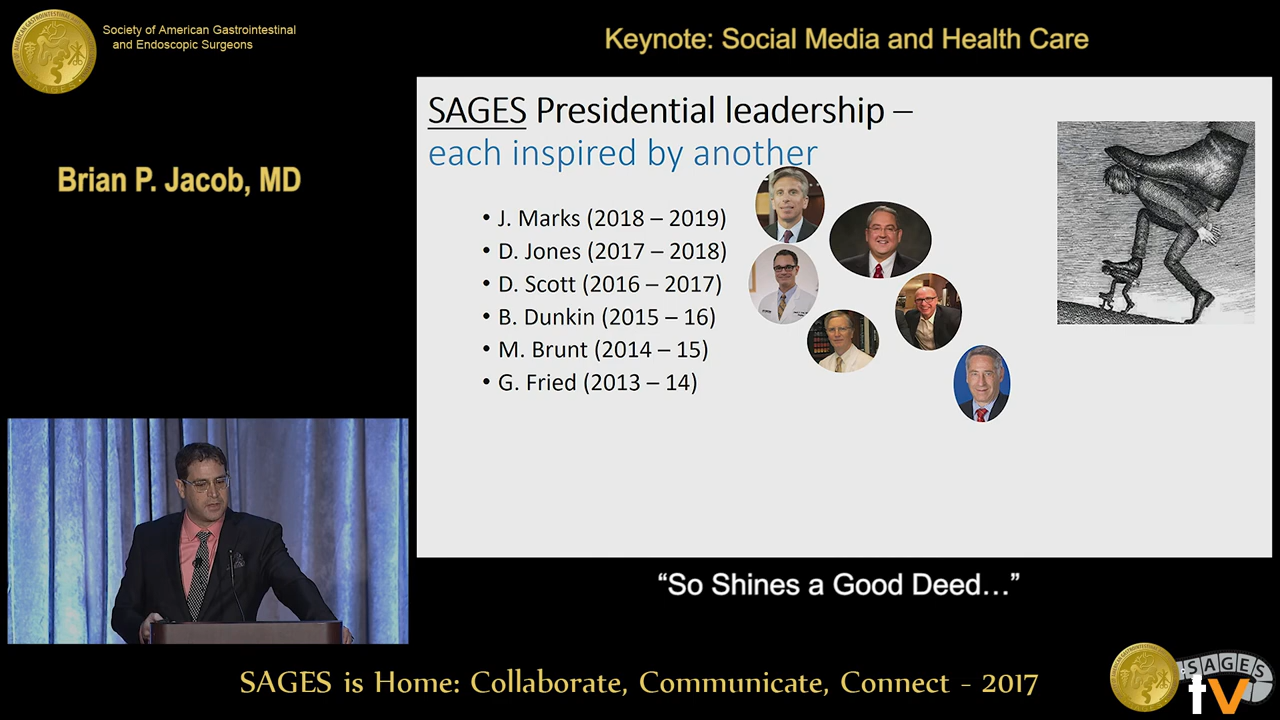 Society of American Gastrointestinal
and Endoscopic Surgeons
Keynote: Social Media and Health Care
Brian P. Jacob, MD
SAGES Presidential leadership –
each inspired by another
• J. Marks (2018 – 2019)
• D. Jones (2017 – 2018)
• D. Scott (2016 – 2017)
• B. Dunkin (2015 – 16)
• M. Brunt (2014 – 15)
• G. Fried (2013 – 14)
“So Shines a Good Deed…”
SAGES is Home: Collaborate, Communicate, Connect - 2017
SAGES
tv